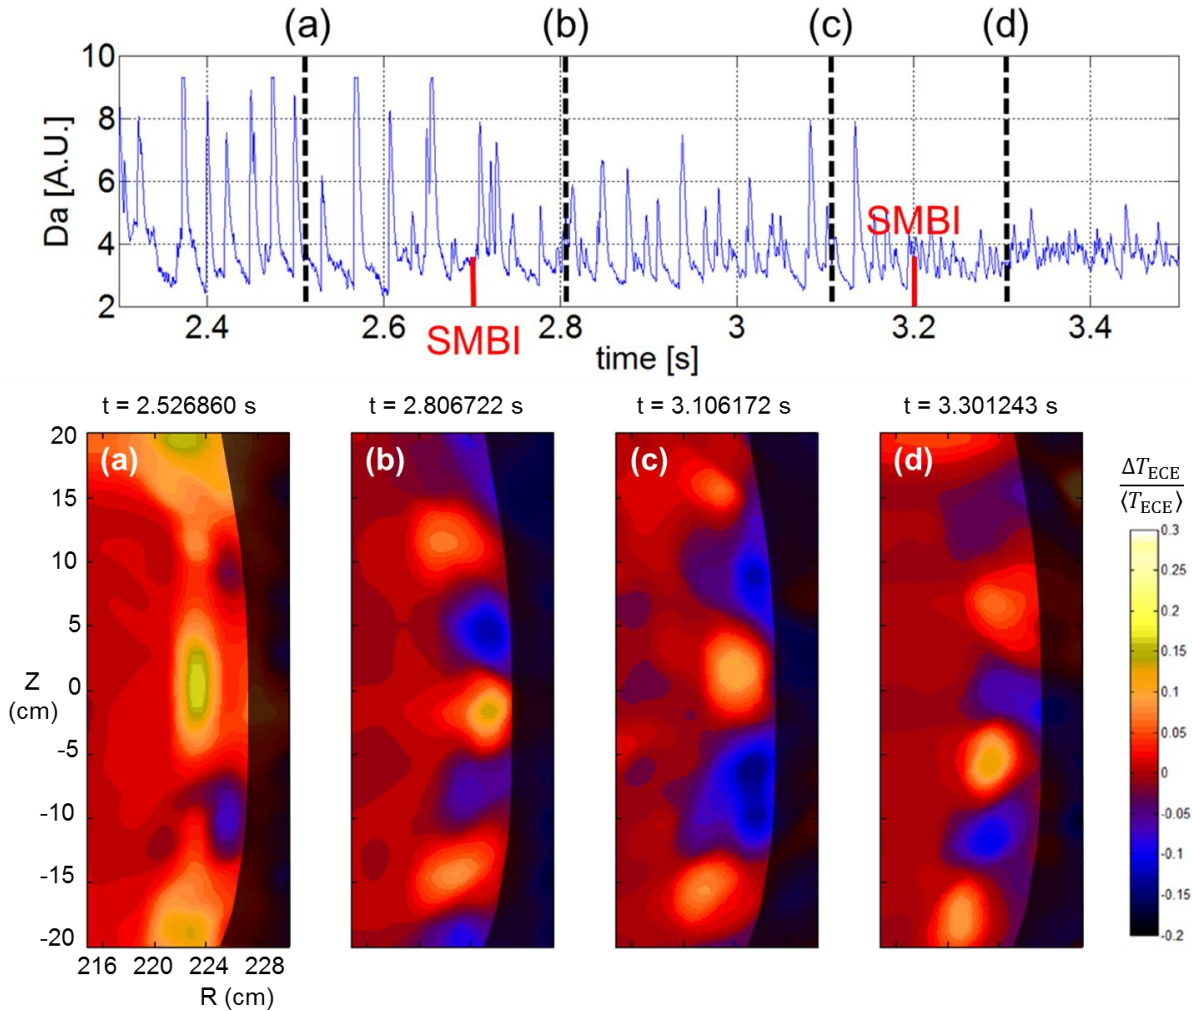 (a) (b) (c) (d)
10
8
6
4
2
Da [A.U.]
SMBI
2.4 2.6 2.8 3 3.2 3.4
SMBI
time [s]
t = 2.526860 s t = 2.806722 s t = 3.106172 s t = 3.301243 s
20
15
10
5
0
-5
-10
-15
-20
Z
(cm)
(a) (b) (c) (d)
216 220 224 228
R (cm)
ΔT_ECE
⟨T_ECE⟩
0.3
0.25
0.2
0.15
0.1
0.05
0
-0.05
-0.1
-0.15
-0.2